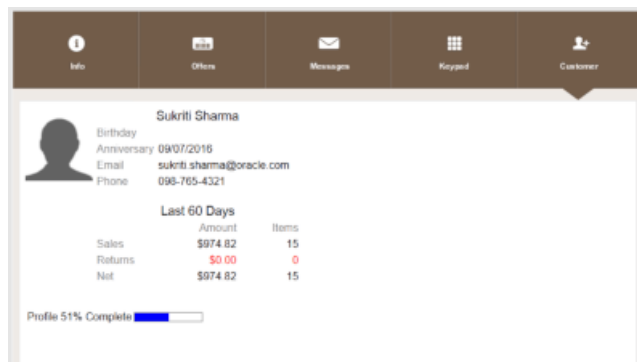 Info Offers Messages Keypad Customer
Sukriti Sharma
Birthday
Anniversary 09/07/2016
Email sukriti.sharma@oracle.com
Phone 098-765-4321
Last 60 Days
Amount Items
Sales $974.82 15
Returns $0.00 0
Net $974.82 15
Profile 51% Complete